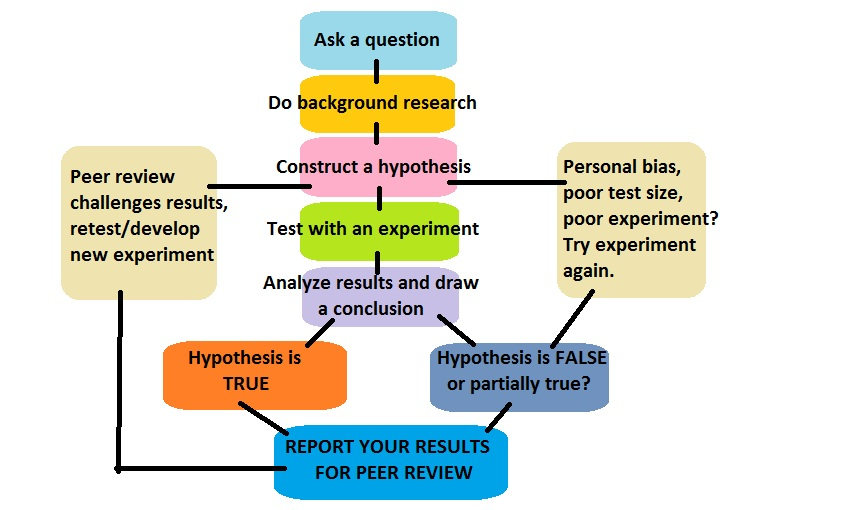 Ask a question
Do background research
Construct a hypothesis
Peer review
challenges results,
retest/develop
new experiment
Personal bias,
poor test size,
poor experiment?
Try experiment
again.
Test with an experiment
Analyze results and draw
a conclusion
Hypothesis is
TRUE
Hypothesis is FALSE
or partially true?
REPORT YOUR RESULTS
FOR PEER REVIEW